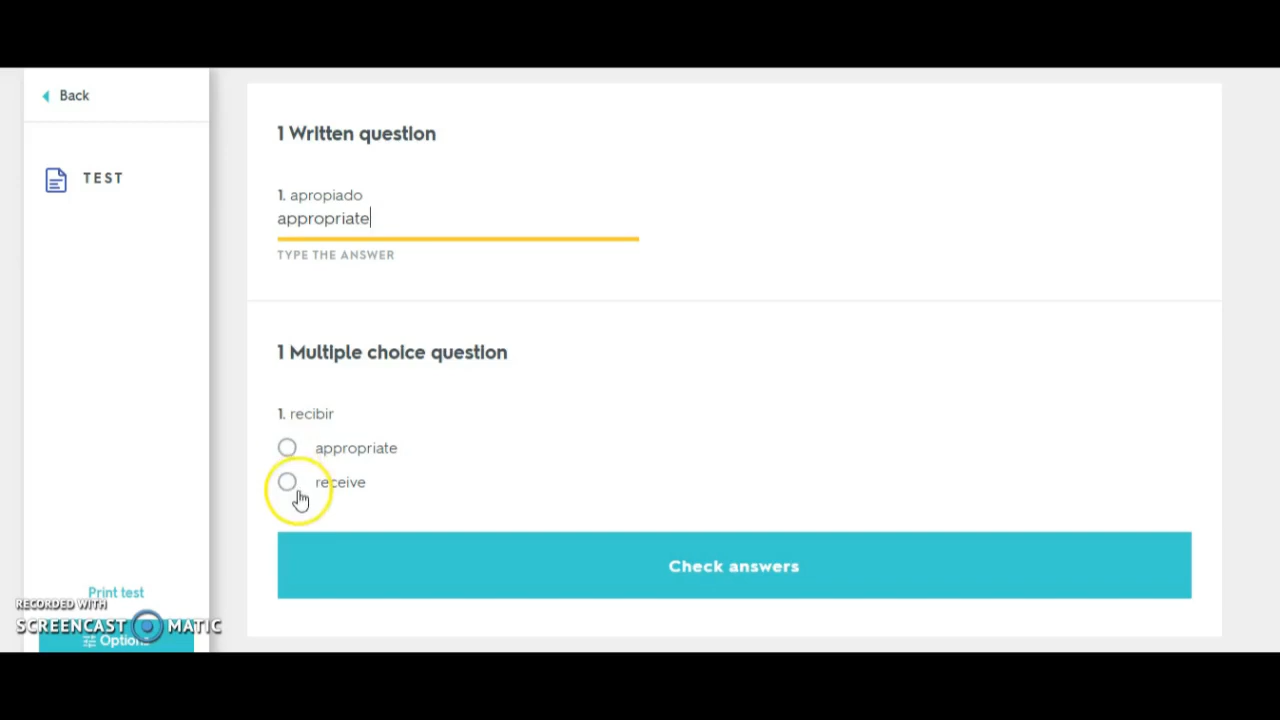 Back
TEST
1 Written question
1. apropiado
appropriate
TYPE THE ANSWER
1 Multiple choice question
1. recibir
appropriate
receive
Check answers
Print test
RECORDED WITH
SCREENCAST MATIC
Options